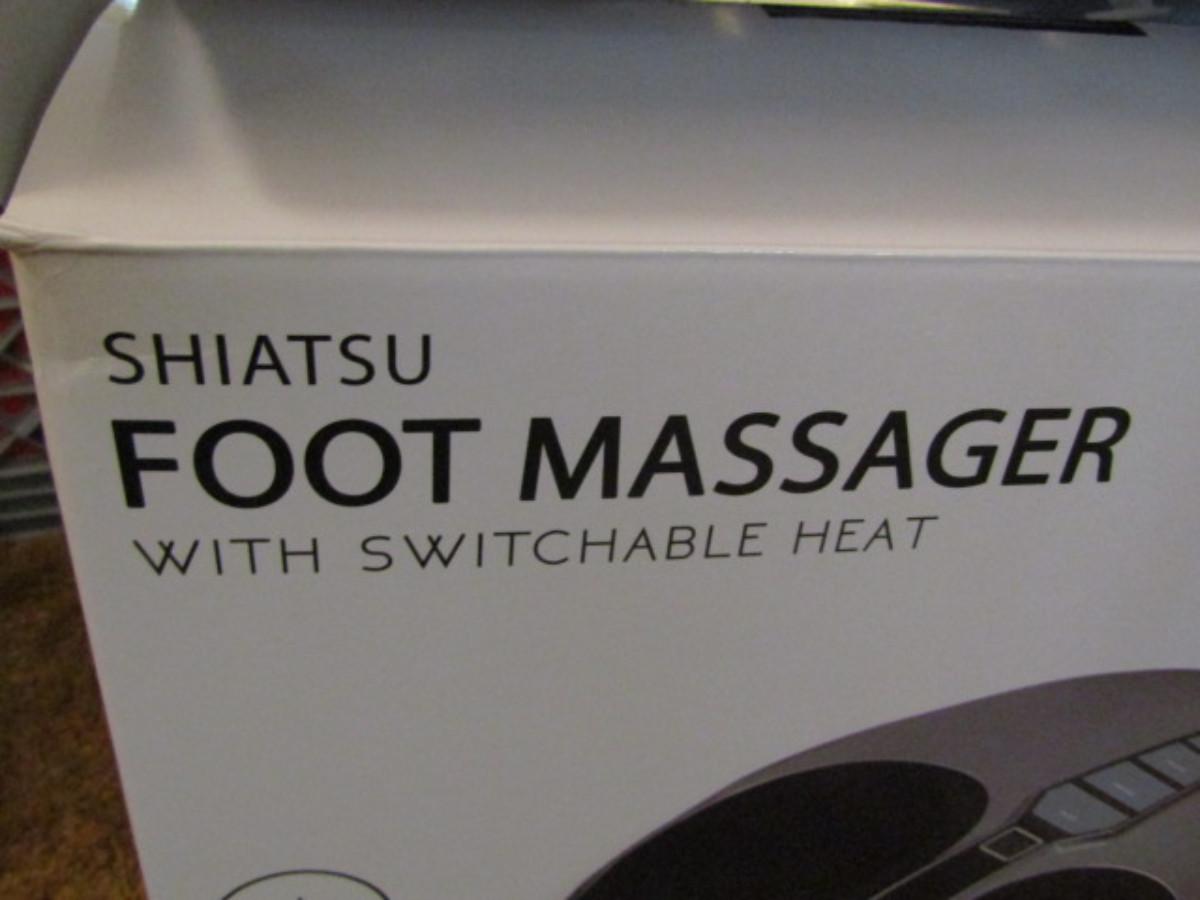 SHIATSU
FOOT MASSAGER
WITH SWITCHABLE HEAT